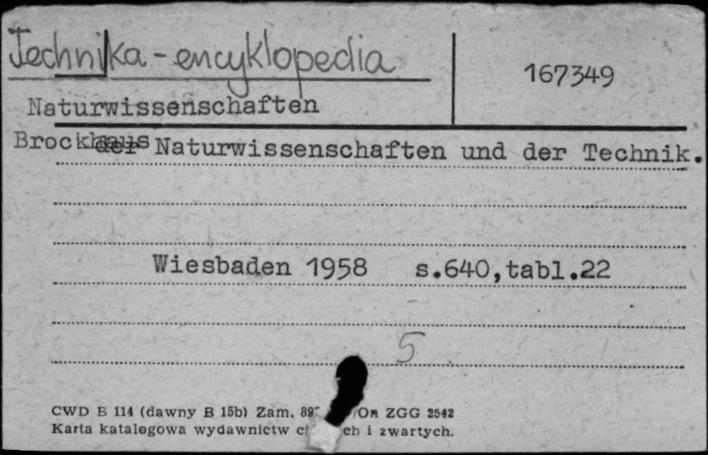 Technika-encyklopedia
167349
Naturwissenschaften
Brockhaus der Naturwissenschaften und der Technik.
Wiesbaden 1958 s.640,tabl.22
5
CWD B 114 (dawny B 15b) Zam. ZGG 2542
Karta katalogowa wydawnictw i zwartych.